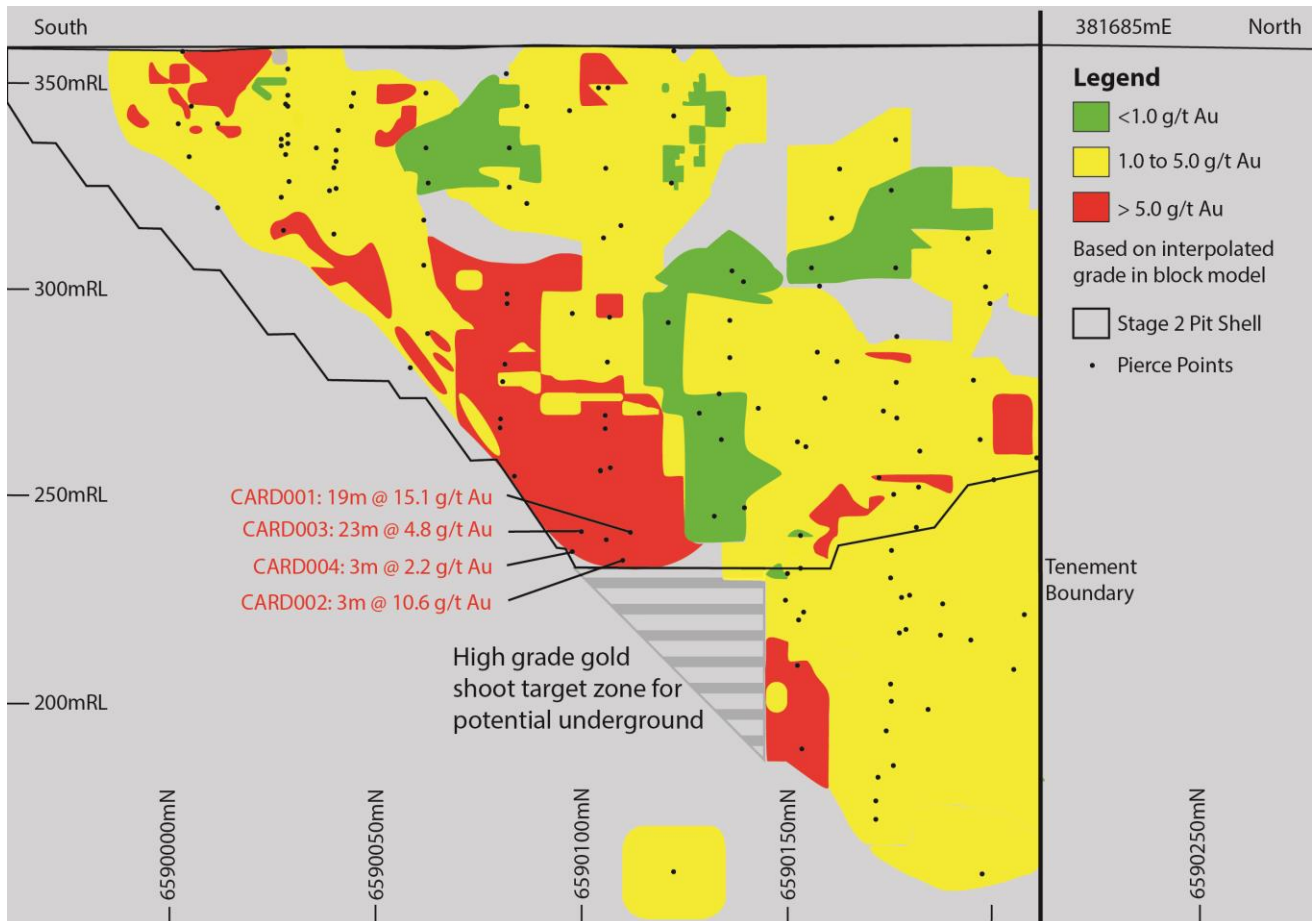 South
381685mE
North
350mRL
Legend
<1.0 g/t Au
1.0 to 5.0 g/t Au
> 5.0 g/t Au
Based on interpolated
grade in block model
Stage 2 Pit Shell
Pierce Points
300mRL
250mRL
CARD001: 19m @ 15.1 g/t Au
CARD003: 23m @ 4.8 g/t Au
CARD004: 3m @ 2.2 g/t Au
CARD002: 3m @ 10.6 g/t Au
Tenement
Boundary
High grade gold
shoot target zone for
potential underground
200mRL
6590000mN
6590050mN
6590100mN
6590150mN
6590250mN